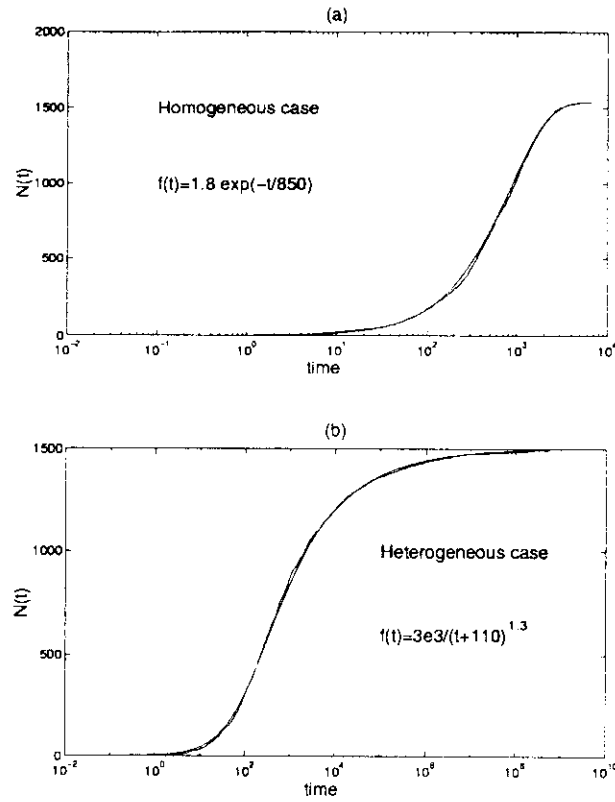 (a)
2000
1500
1000
500
0
N(t)
Homogeneous case
f(t)=1.8 exp(−t/850)
10⁻² 10⁻¹ 10⁰ 10¹ 10² 10³ 10⁴
time
(b)
1500
1000
500
0
N(t)
Heterogeneous case
f(t)=3e3/(t+110)^1.3
10⁻² 10⁰ 10² 10⁴ 10⁶ 10⁸ 10¹⁰
time